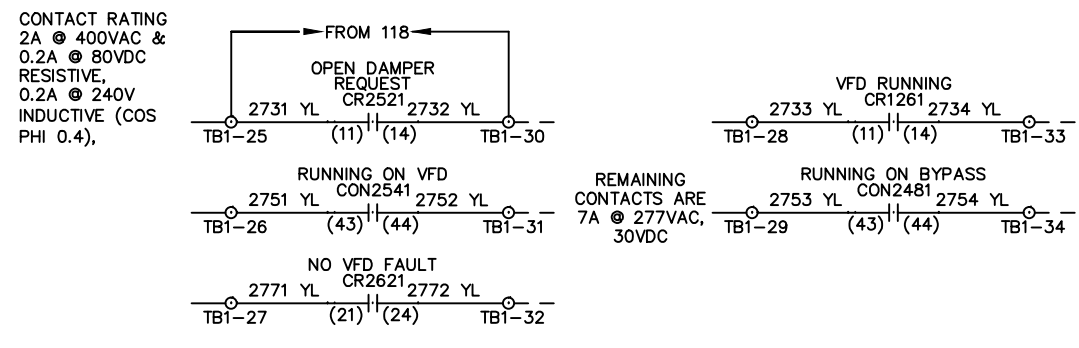 CONTACT RATING
2A @ 400VAC &
0.2A @ 80VDC
RESISTIVE,
0.2A @ 240V
INDUCTIVE (COS
PHI 0.4),
FROM 118
OPEN DAMPER
REQUEST
CR2521
2731 YL
2732 YL
TB1-25
(11)
(14)
TB1-30
VFD RUNNING
CR1261
2733 YL
2734 YL
TB1-28
(11)
(14)
TB1-33
RUNNING ON VFD
CON2541
2751 YL
2752 YL
TB1-26
(43)
(44)
TB1-31
REMAINING
CONTACTS ARE
7A @ 277VAC,
30VDC
RUNNING ON BYPASS
CON2481
2753 YL
2754 YL
TB1-29
(43)
(44)
TB1-34
NO VFD FAULT
CR2621
2771 YL
2772 YL
TB1-27
(21)
(24)
TB1-32